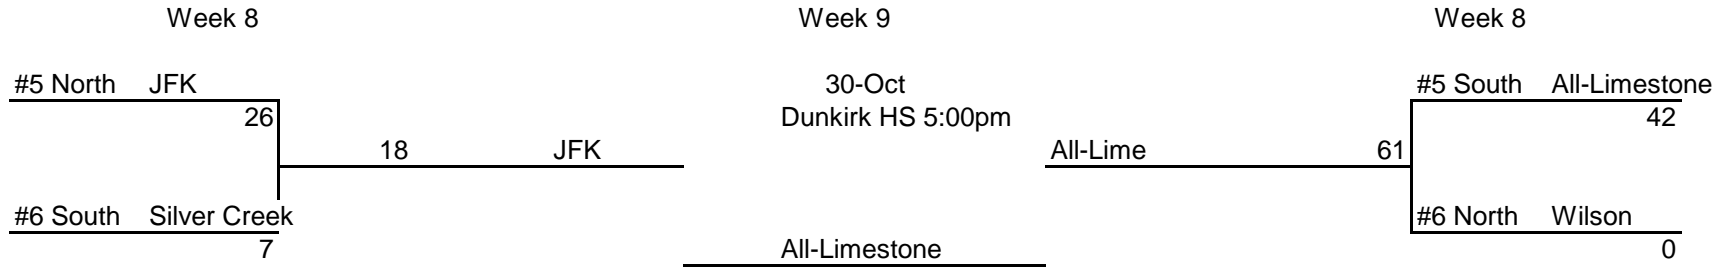 Week 8 Week 9 Week 8
#5 North JFK 30-Oct #5 South All-Limestone
26 Dunkirk HS 5:00pm 42
18 JFK All-Lime 61
#6 South Silver Creek #6 North Wilson
7 All-Limestone 0